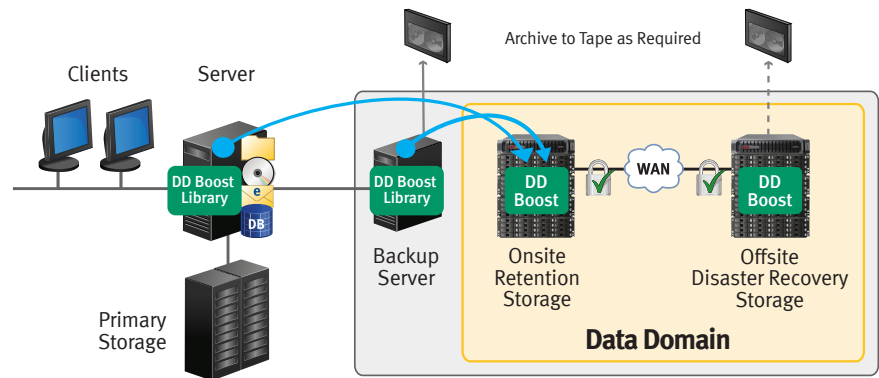 Archive to Tape as Required
Clients
Server
DD Boost
Library
e
DB
DD Boost
Library
DD
Boost
WAN
DD
Boost
Backup
Server
Onsite
Retention
Storage
Offsite
Disaster Recovery
Storage
Primary
Storage
Data Domain